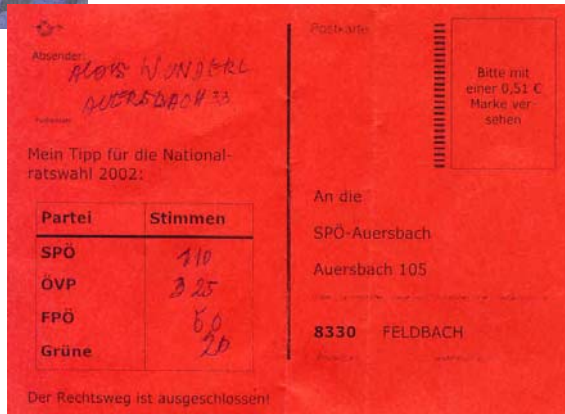 Absender:
ALOIS WUNDERL
AUERSBACH 33
Mein Tipp für die National-
ratswahl 2002:
Partei Stimmen
SPÖ 110
ÖVP 325
FPÖ 50
Grüne 20
Der Rechtsweg ist ausgeschlossen!
Postkarte
Bitte mit
einer 0,51 €
Marke ver-
sehen
An die
SPÖ-Auersbach
Auersbach 105
8330 FELDBACH